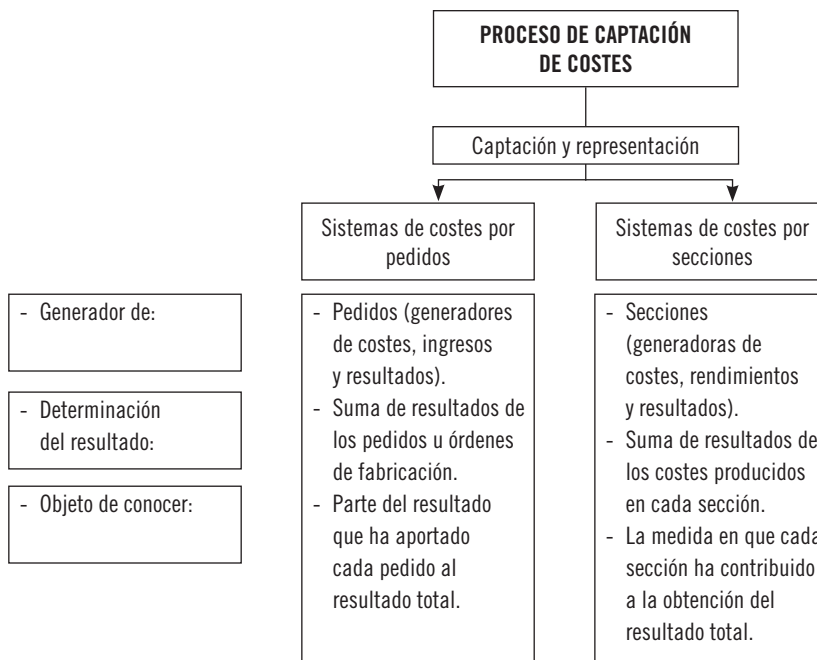 PROCESO DE CAPTACIÓN
DE COSTES
Captación y representación
Sistemas de costes por
pedidos
Sistemas de costes por
secciones
- Generador de:
- Determinación
del resultado:
- Objeto de conocer:
- Pedidos (generadores
de costes, ingresos
y resultados).
- Suma de resultados de
los pedidos u órdenes
de fabricación.
- Parte del resultado
que ha aportado
cada pedido al
resultado total.
- Secciones
(generadoras de
costes, rendimientos
y resultados).
- Suma de resultados de
los costes producidos
en cada sección.
- La medida en que cada
sección ha contribuido
a la obtención del
resultado total.